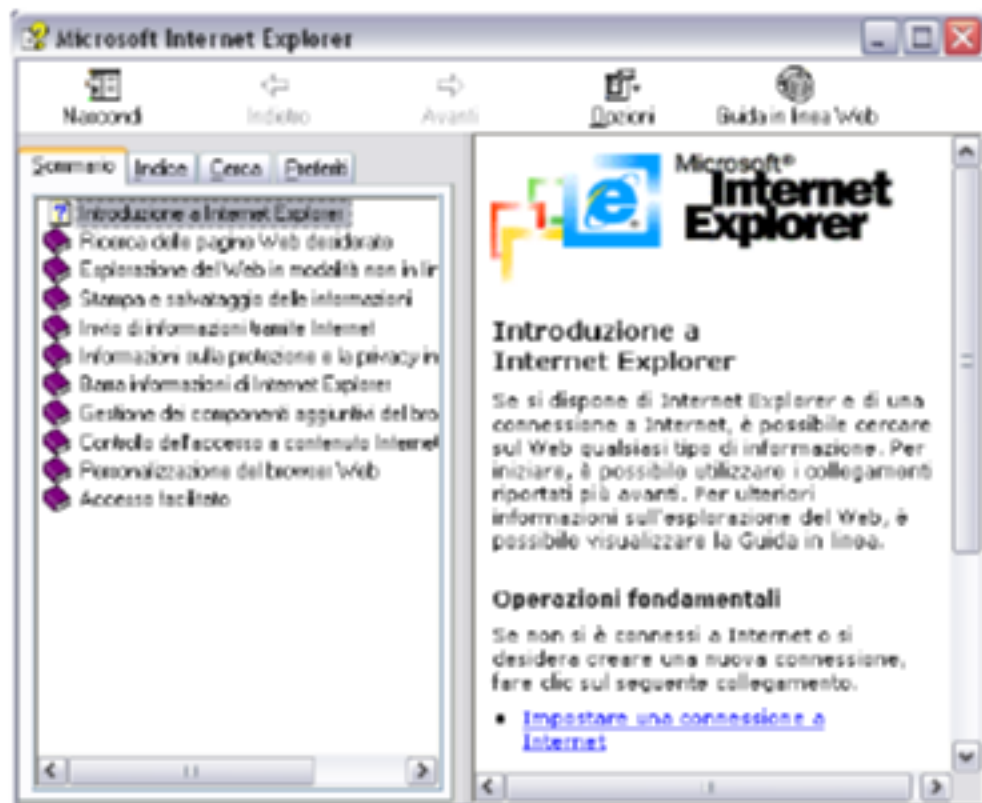 Microsoft Internet Explorer
Nascondi
Indietro
Avanti
Opzioni
Guida in linea Web
Sommario
Indice
Cerca
Preferiti
Introduzione a Internet Explorer
Ricerca delle pagine Web desiderate
Esplorazione del Web in modalità non in lin
Stampa e salvataggio delle informazioni
Invio di informazioni tramite Internet
Informazioni sulla protezione e la privacy in
Barra informazioni di Internet Explorer
Gestione dei componenti aggiuntivi del bro
Controllo dell'accesso a contenuto Internet
Personalizzazione del browser Web
Accesso facilitato
Microsoft®
Internet
Explorer
Introduzione a
Internet Explorer
Se si dispone di Internet Explorer e di una
connessione a Internet, è possibile cercare
sul Web qualsiasi tipo di informazione. Per
iniziare, è possibile utilizzare i collegamenti
riportati più avanti. Per ulteriori
informazioni sull'esplorazione del Web, è
possibile visualizzare la Guida in linea.
Operazioni fondamentali
Se non si è connessi a Internet o si
desidera creare una nuova connessione,
fare clic sul seguente collegamento.
• Impostare una connessione a
Internet